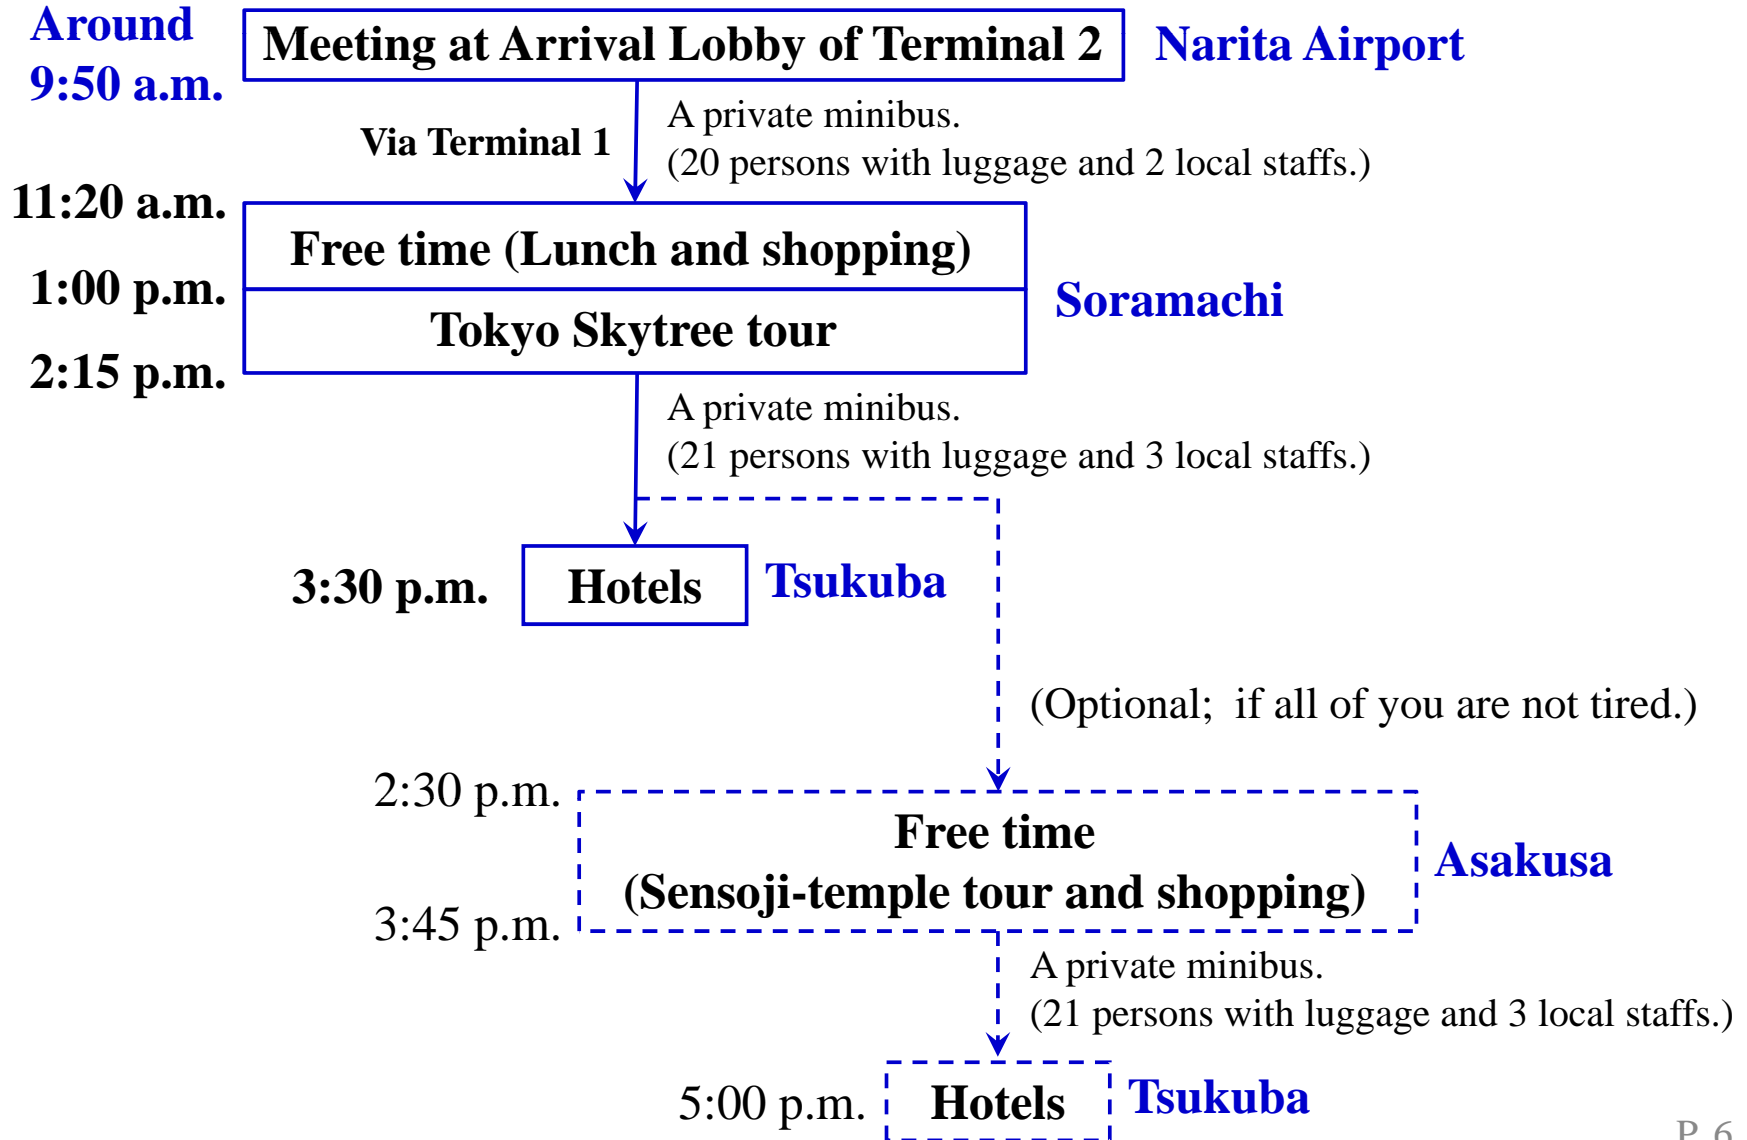 Around
9:50 a.m.
Meeting at Arrival Lobby of Terminal 2
Narita Airport
Via Terminal 1
A private minibus.
(20 persons with luggage and 2 local staffs.)
11:20 a.m.
Free time (Lunch and shopping)
1:00 p.m.
Soramachi
Tokyo Skytree tour
2:15 p.m.
A private minibus.
(21 persons with luggage and 3 local staffs.)
3:30 p.m.
Hotels
Tsukuba
(Optional; if all of you are not tired.)
2:30 p.m.
Free time
(Sensoji-temple tour and shopping)
Asakusa
3:45 p.m.
A private minibus.
(21 persons with luggage and 3 local staffs.)
5:00 p.m.
Hotels
Tsukuba
P. 6